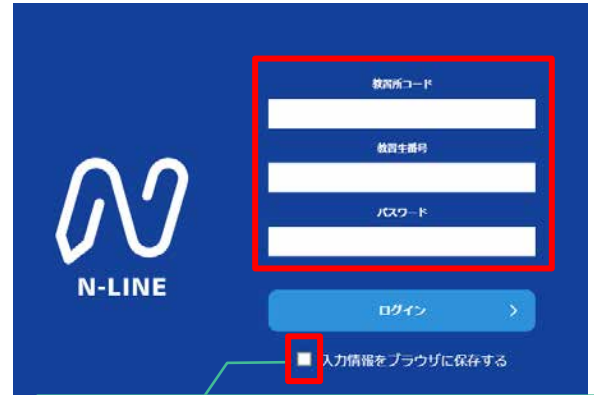 教習所コード
教習生番号
パスワード
N-LINE
ログイン
入力情報をブラウザに保存する